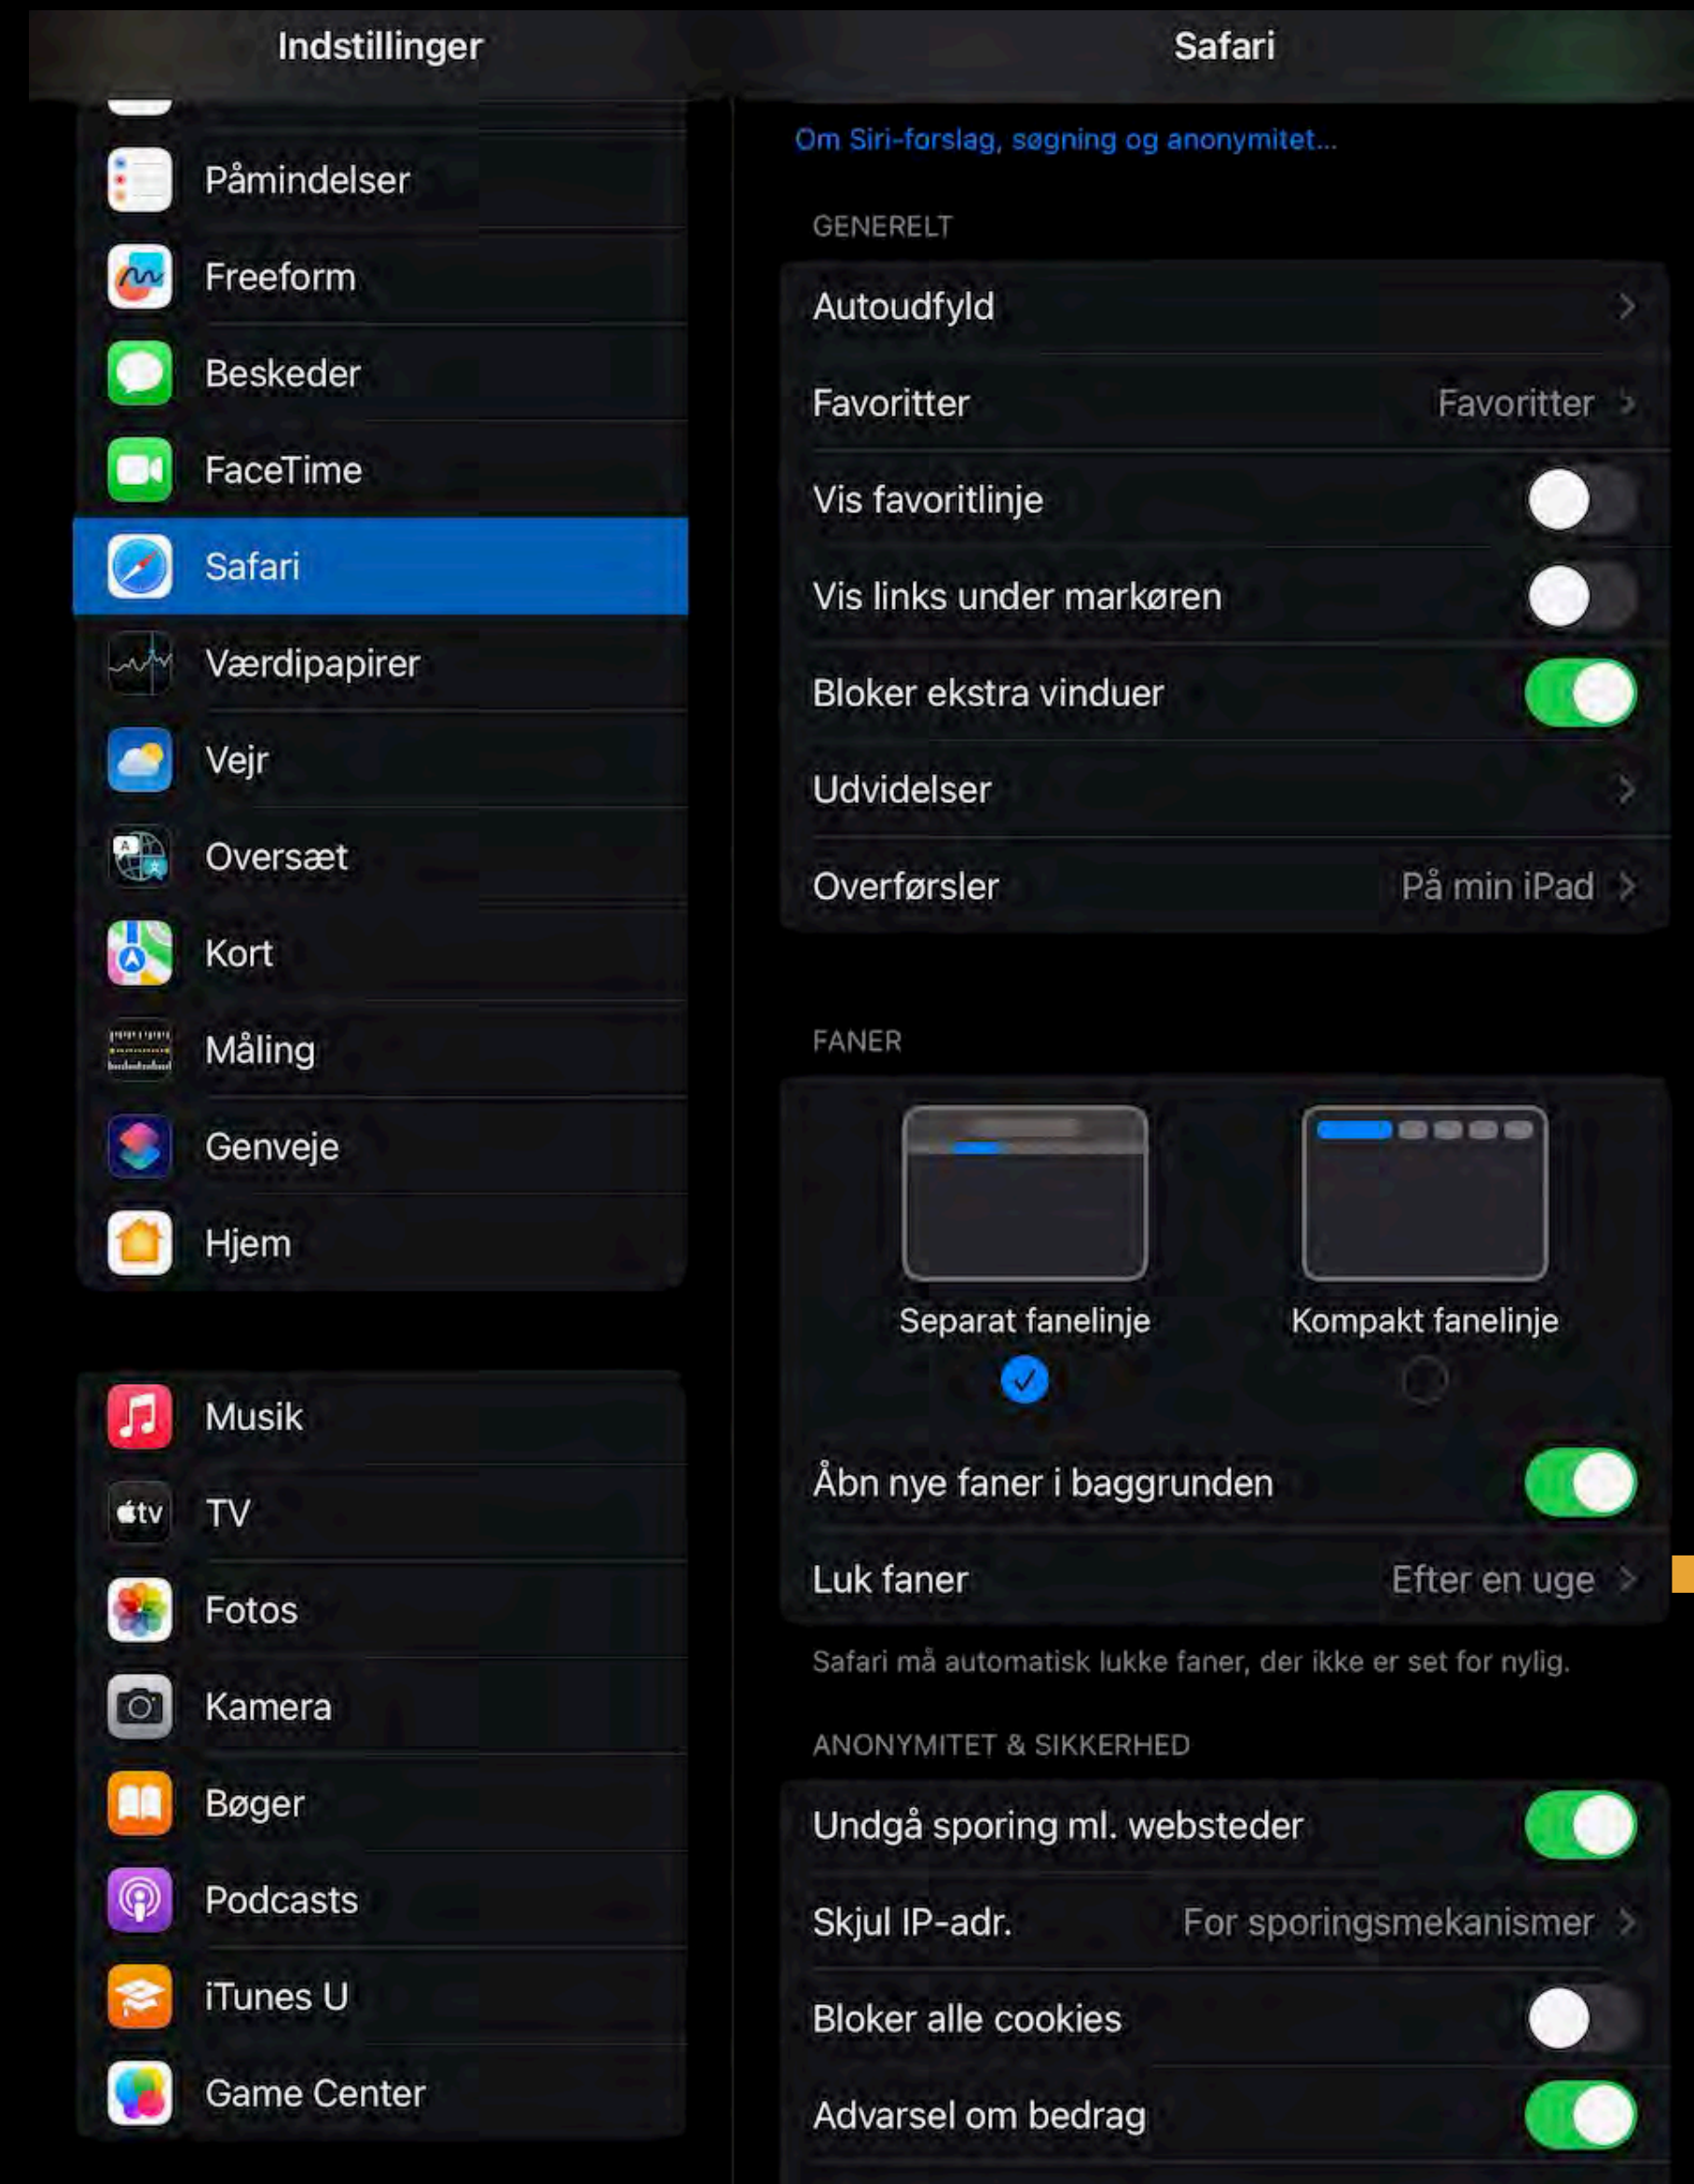 Indstillinger
Påmindelser
Freeform
Beskeder
FaceTime
Safari
Værdipapirer
Vejr
Oversæt
Kort
Måling
Genveje
Hjem
Musik
tv
TV
Fotos
Kamera
Bøger
Podcasts
iTunes U
Game Center
Safari
Om Siri-forslag, søgning og anonymitet...
GENERELT
Autoudfyld
Favoritter Favoritter
Vis favoritlinje
Vis links under markøren
Bloker ekstra vinduer
Udvidelser
Overførsler På min iPad
FANER
Separat fanelinje Kompakt fanelinje
Åbn nye faner i baggrunden
Luk faner Efter en uge
Safari må automatisk lukke faner, der ikke er set for nylig.
ANONYMITET & SIKKERHED
Undgå sporing ml. websteder
Skjul IP-adr. For sporingsmekanismer
Bloker alle cookies
Advarsel om bedrag